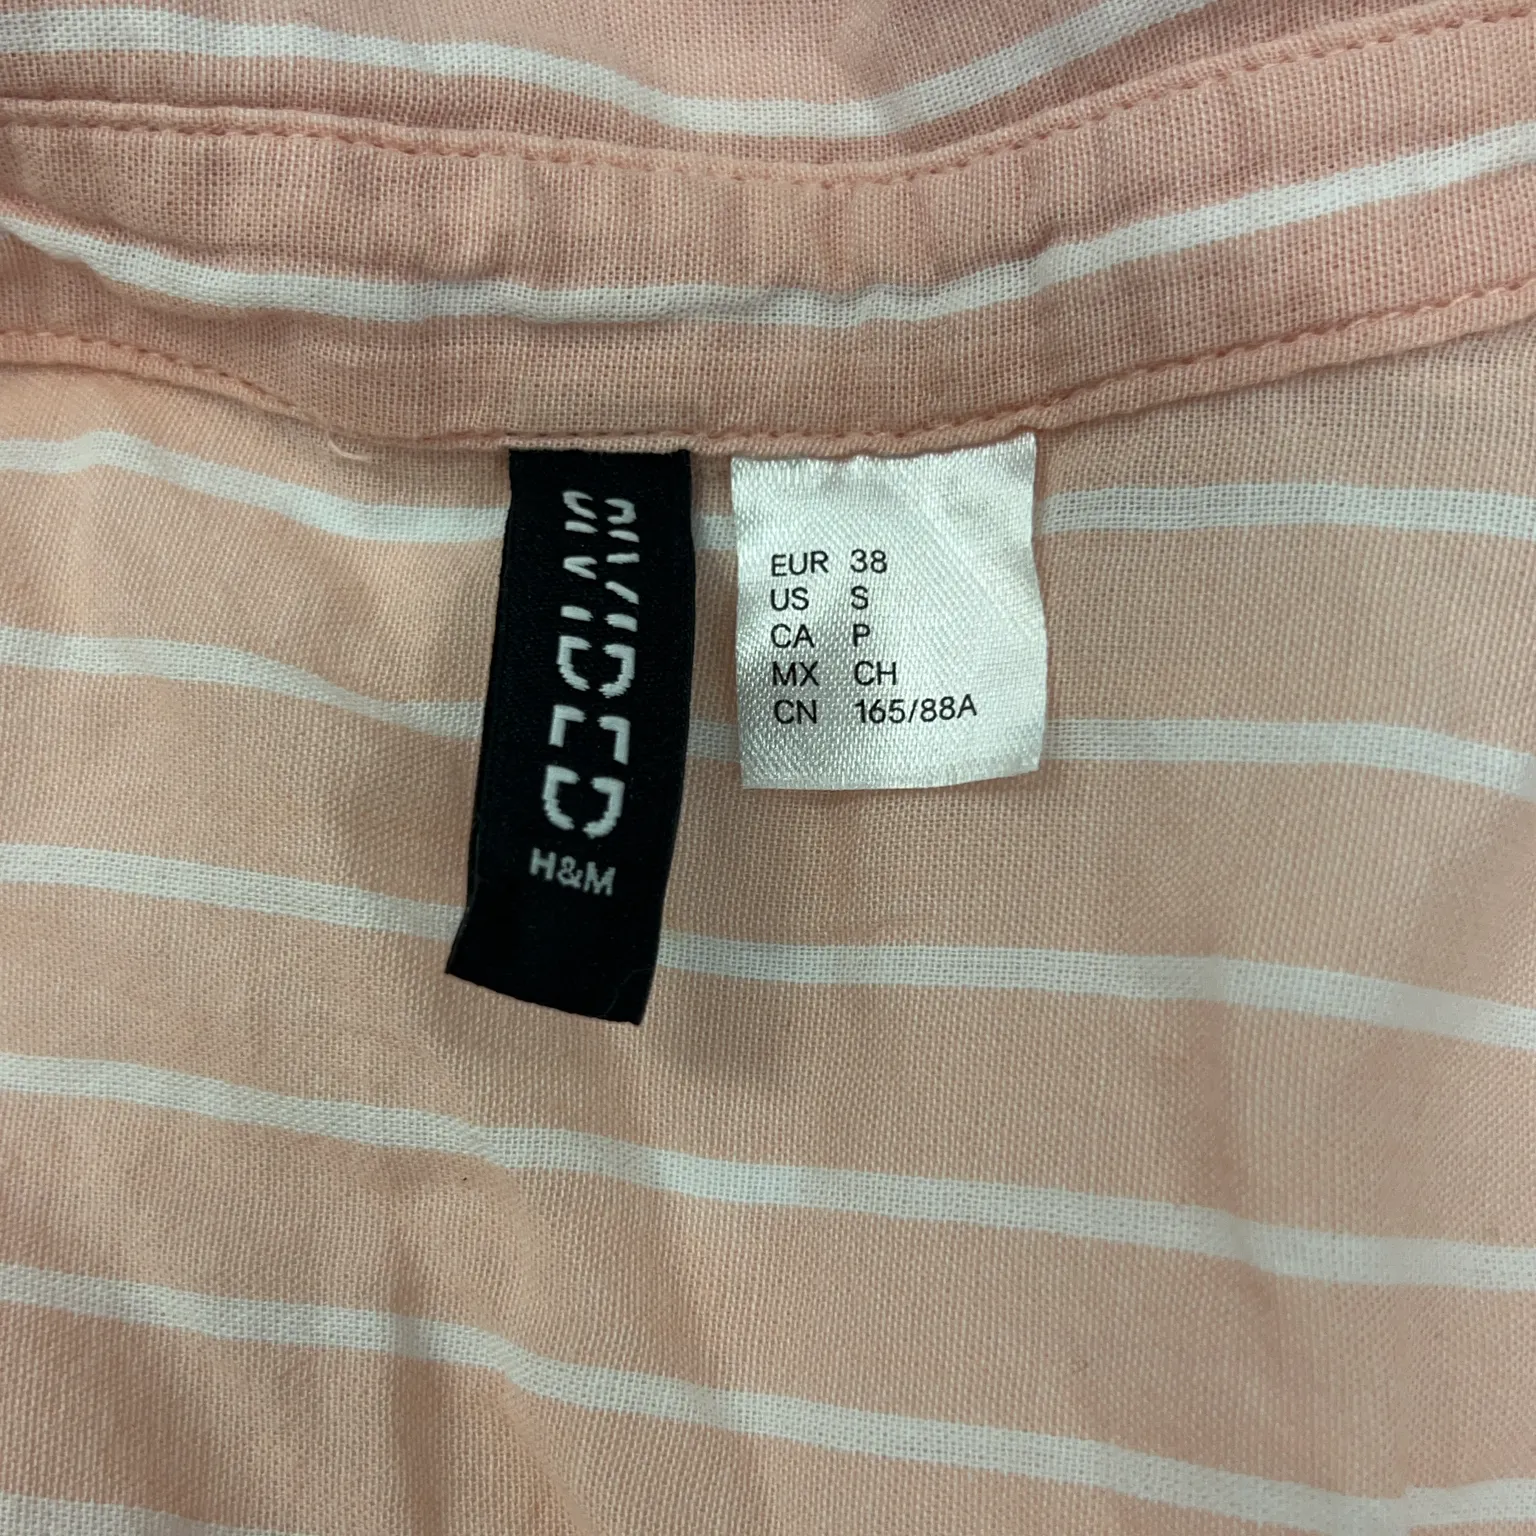 DIVIDED
H&M
EUR 38
US S
CA P
MX CH
CN 165/88A